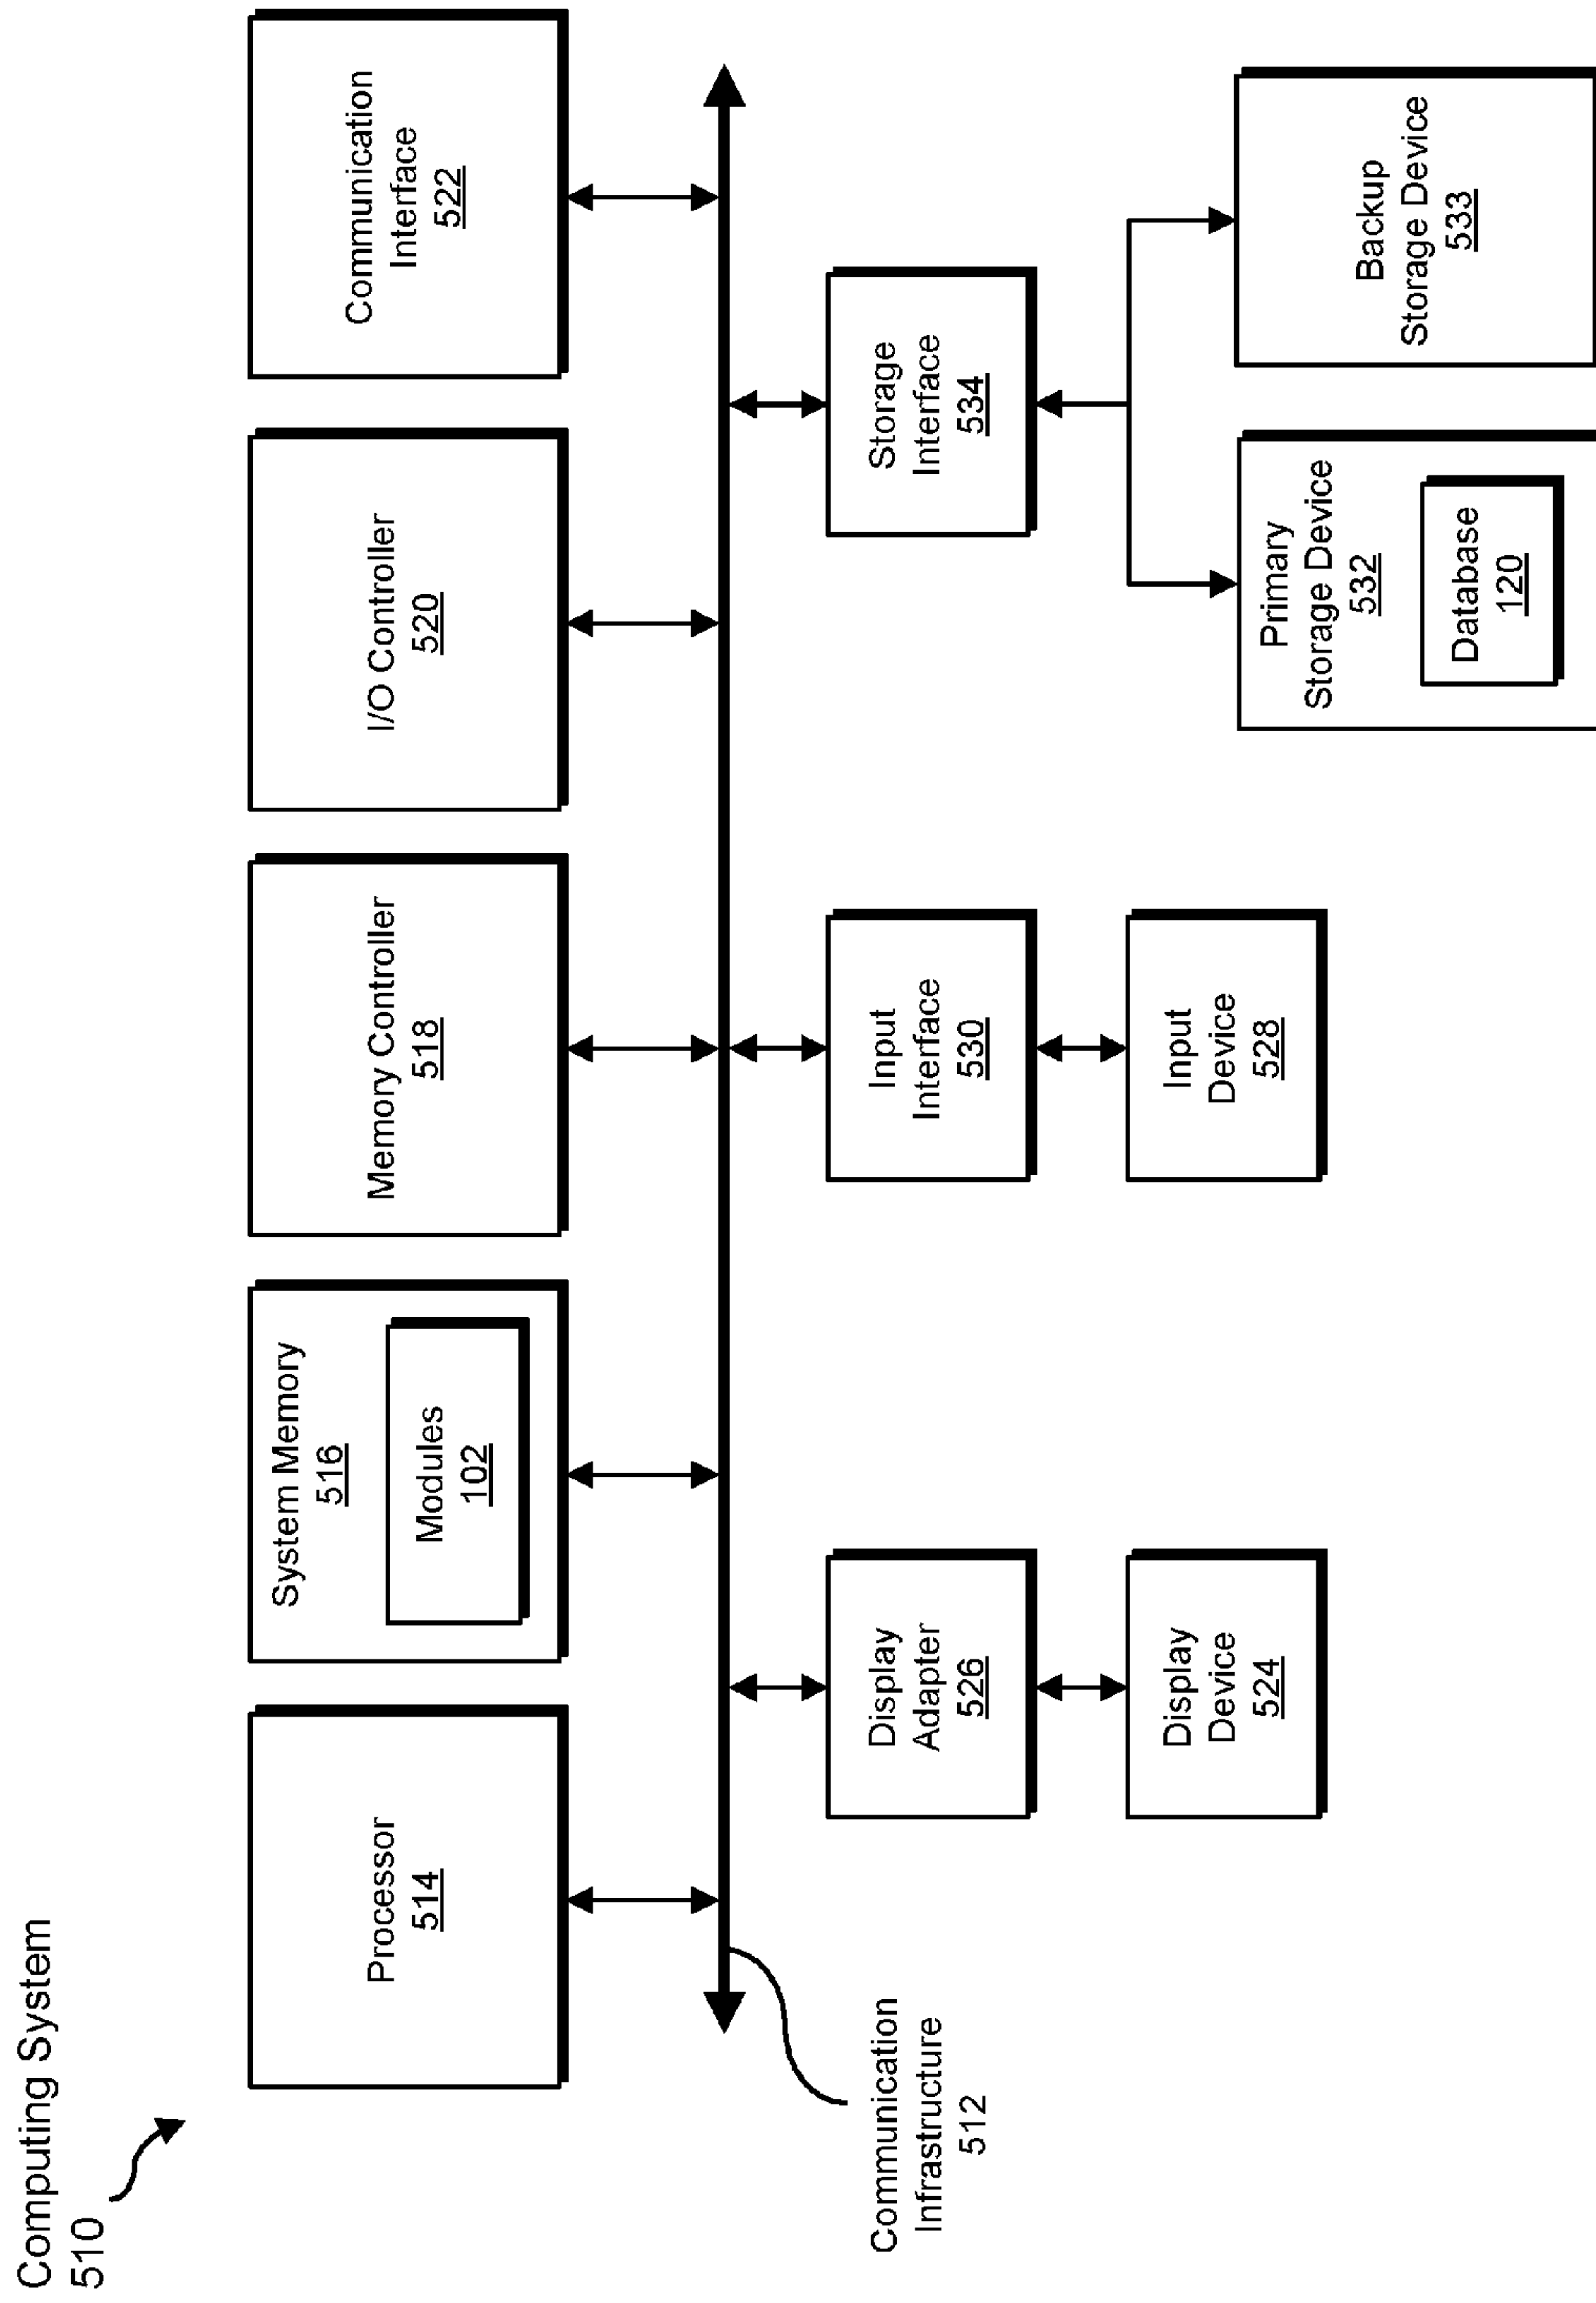 Computing System
510
Processor
514
System Memory
516
Modules
102
Memory Controller
518
I/O Controller
520
Communication
Interface
522
Communication
Infrastructure
512
Display
Adapter
526
Input
Interface
530
Storage
Interface
534
Display
Device
524
Input
Device
528
Primary
Storage Device
532
Database
120
Backup
Storage Device
533